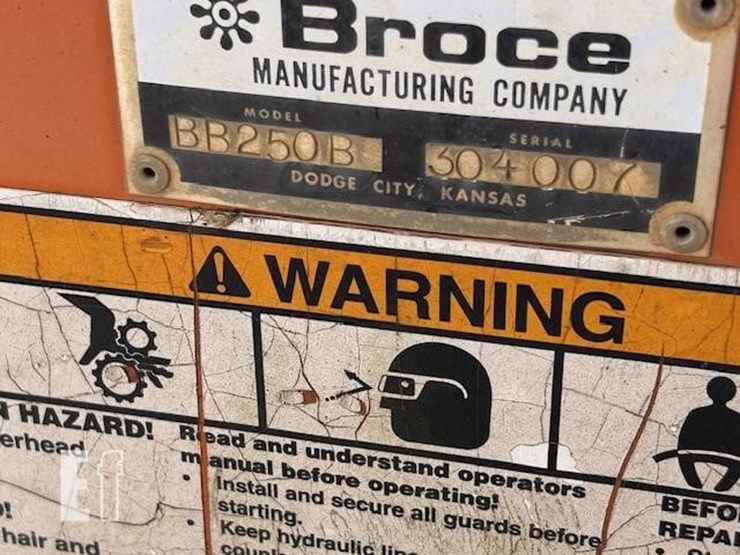 Broce
MANUFACTURING COMPANY
MODEL
BB250B
SERIAL
304007
DODGE CITY, KANSAS
WARNING
HAZARD!
Read and understand operators
manual before operating!
• Install and secure all guards before
starting.
• Keep hydraulic
hair and